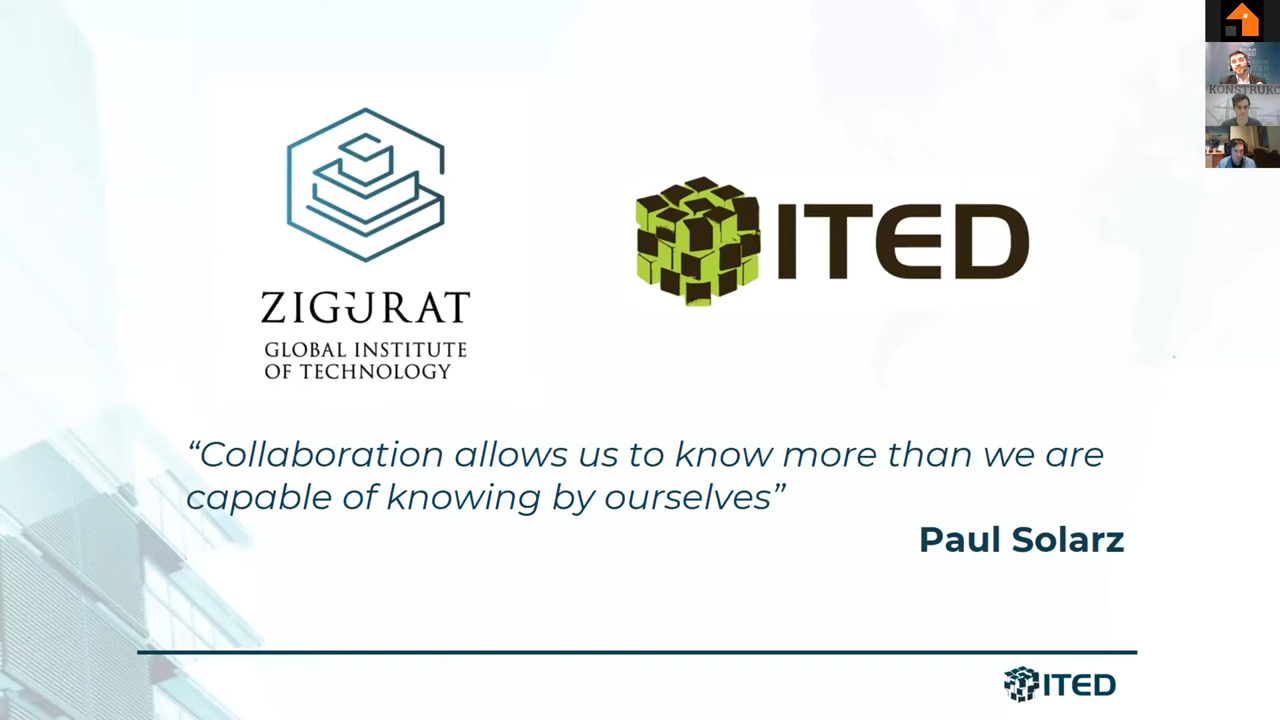 ZIGURAT
GLOBAL INSTITUTE
OF TECHNOLOGY
ITED
“Collaboration allows us to know more than we are
capable of knowing by ourselves”
Paul Solarz
ITED
KONSTRUKC